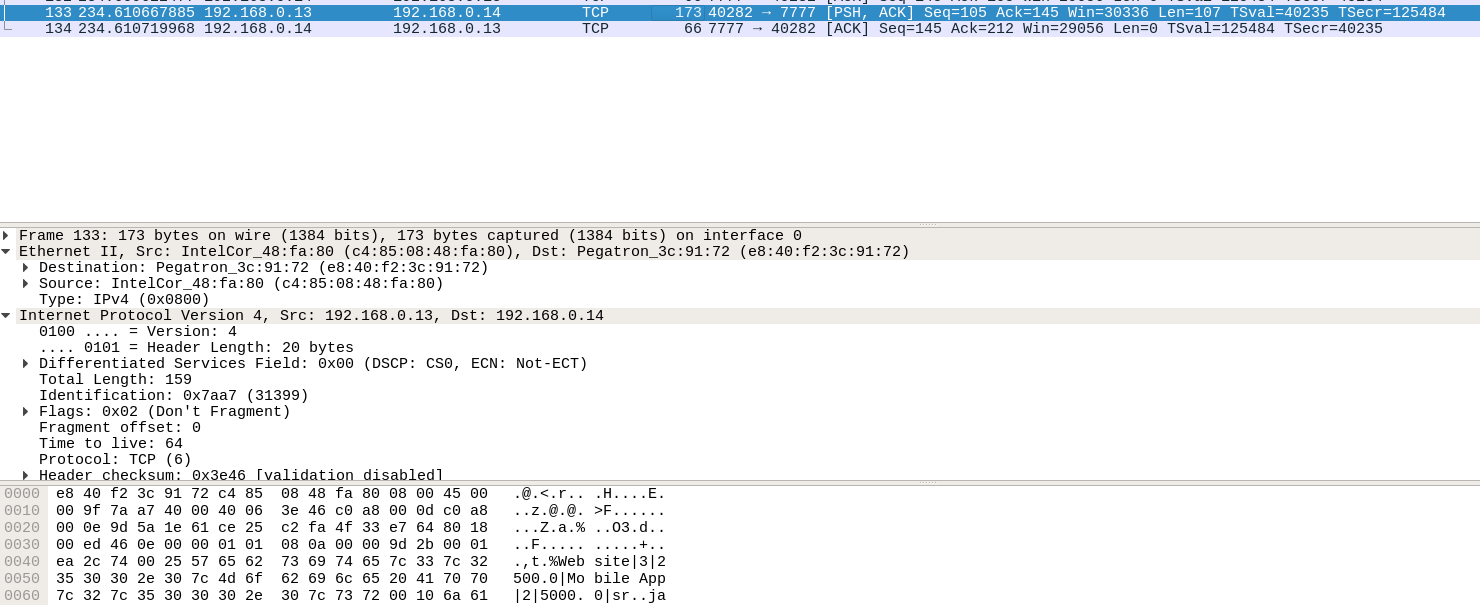 133 234.610667885 192.168.0.13 192.168.0.14 TCP 173 40282 → 7777 [PSH, ACK] Seq=105 Ack=145 Win=30336 Len=107 TSval=40235 TSecr=125484
134 234.610719968 192.168.0.14 192.168.0.13 TCP 66 7777 → 40282 [ACK] Seq=145 Ack=212 Win=29056 Len=0 TSval=125484 TSecr=40235
Frame 133: 173 bytes on wire (1384 bits), 173 bytes captured (1384 bits) on interface 0
Ethernet II, Src: IntelCor_48:fa:80 (c4:85:08:48:fa:80), Dst: Pegatron_3c:91:72 (e8:40:f2:3c:91:72)
Destination: Pegatron_3c:91:72 (e8:40:f2:3c:91:72)
Source: IntelCor_48:fa:80 (c4:85:08:48:fa:80)
Type: IPv4 (0x0800)
Internet Protocol Version 4, Src: 192.168.0.13, Dst: 192.168.0.14
0100 .... = Version: 4
.... 0101 = Header Length: 20 bytes
Differentiated Services Field: 0x00 (DSCP: CS0, ECN: Not-ECT)
Total Length: 159
Identification: 0x7aa7 (31399)
Flags: 0x02 (Don't Fragment)
Fragment offset: 0
Time to live: 64
Protocol: TCP (6)
Header checksum: 0x3e46 [validation disabled]
0000 e8 40 f2 3c 91 72 c4 85 08 48 fa 80 08 00 45 00 .@.<.r.. .H....E.
0010 00 9f 7a a7 40 00 40 06 3e 46 c0 a8 00 0d c0 a8 ..z.@.@. >F......
0020 00 0e 9d 5a 1e 61 ce 25 c2 fa 4f 33 e7 64 80 18 ...Z.a.% ..O3.d..
0030 00 ed 46 0e 00 00 01 01 08 0a 00 00 9d 2b 00 01 ..F..... .....+..
0040 ea 2c 74 00 25 57 65 62 73 69 74 65 7c 33 7c 32 .,t.%Web site|3|2
0050 35 30 30 2e 30 7c 4d 6f 62 69 6c 65 20 41 70 70 500.0|Mo bile App
0060 7c 32 7c 35 30 30 30 2e 30 7c 73 72 00 10 6a 61 |2|5000. 0|sr..ja